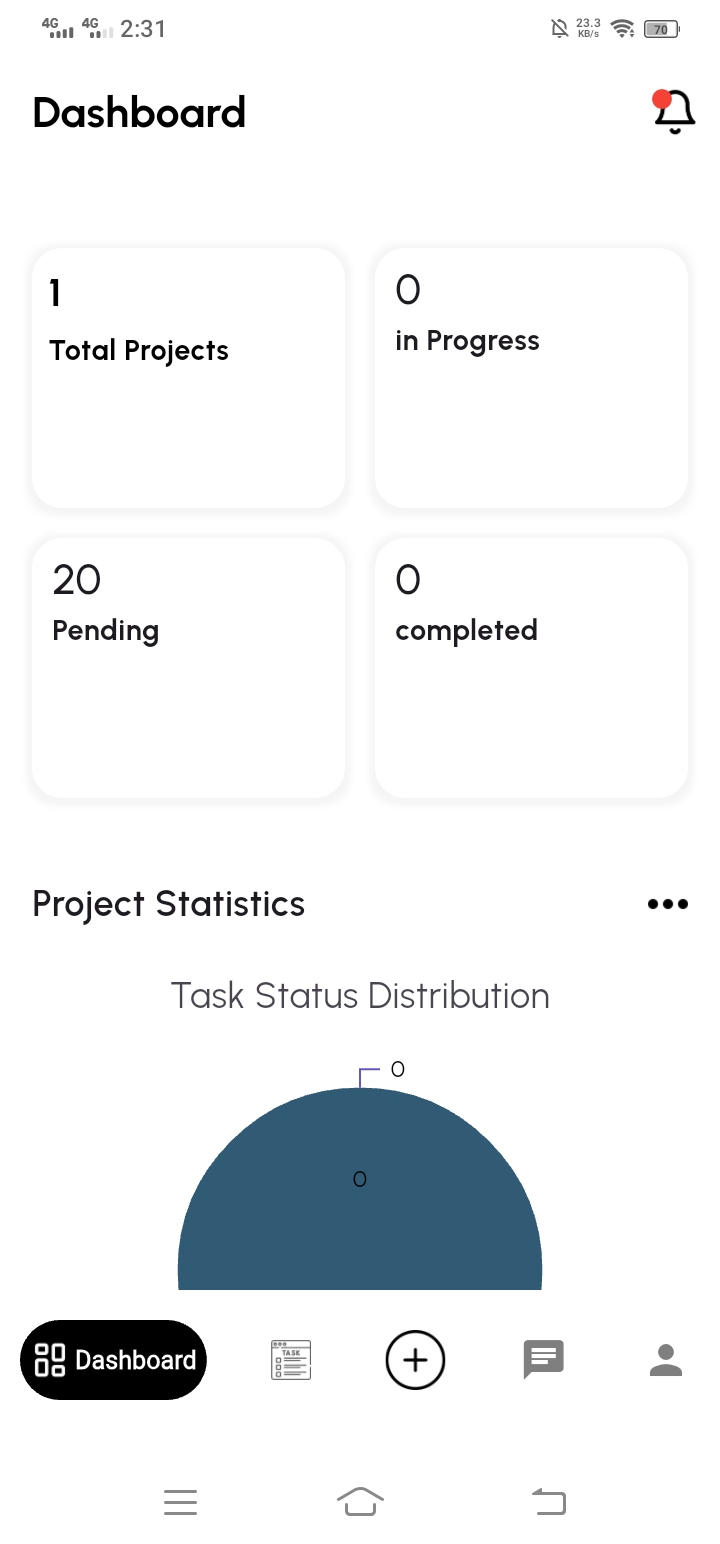 4G 4G 2:31 23.3 KB/s 70
Dashboard
1
Total Projects
0
in Progress
20
Pending
0
completed
Project Statistics
Task Status Distribution
0
0
Dashboard
TASK